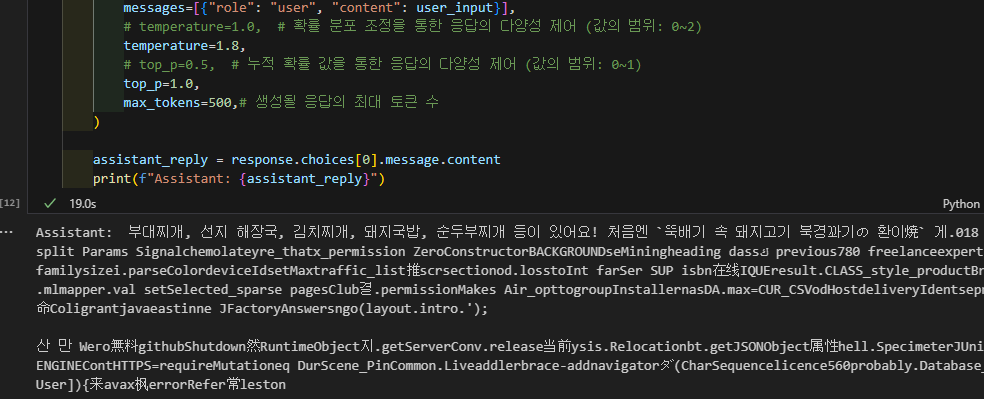 messages=[{"role": "user", "content": user_input}],
# temperature=1.0,  # 확률 분포 조정을 통한 응답의 다양성 제어 (값의 범위: 0~2)
temperature=1.8,
# top_p=0.5,  # 누적 확률 값을 통한 응답의 다양성 제어 (값의 범위: 0~1)
top_p=1.0,
max_tokens=500,# 생성될 응답의 최대 토큰 수
)
assistant_reply = response.choices[0].message.content
print(f"Assistant: {assistant_reply}")
[12] 19.0s Python
... Assistant:  부대찌개, 선지 해장국, 김치찌개, 돼지국밥, 순두부찌개 등이 있어요! 처음엔 `뚝배기 속 돼지고기 북경과기の 환이焼` 게.018
split Params Signalchemolateyre_thatx_permission ZeroConstructorBACKGROUNDseMiningheading dass previous780 freelanceexpert
familysizei.parseColordeviceIdsetMaxtraffic_list推scrsectionod.losstoInt farSer SUP isbn在线IQUEresult.CLASS_style_productBr
.mlmapper.val setSelected_sparse pagesClub결.permissionMakes Air_opttogroupInstallernasDA.max=CUR_CSVodHostdeliveryIdentsepr
命Coligrantjavaeastinne JFactoryAnswersngo(layout.intro.');
산 만 Wero無料githubShutdown然RuntimeObject지.getServerConv.release当前ysis.Relocationbt.getJSONObject属性hell.SpecimeterJUni
ENGINEContHTTPS=requireMutationeq DurScene_PinCommon.Liveaddlerbrace-addnavigatorダ(CharSequencelicence560probably.Database_
User]){来avax枫errorRefer常leston